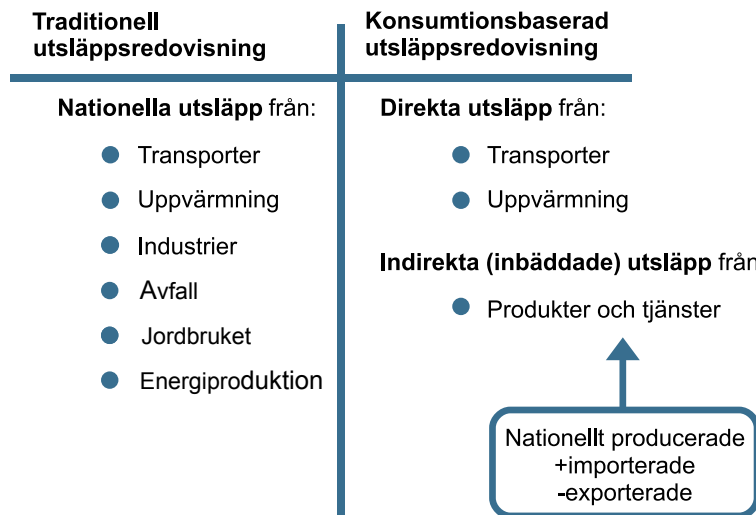 Traditionell
utsläppsredovisning
Nationella utsläpp från:
Transporter
Uppvärmning
Industrier
Avfall
Jordbruket
Energiproduktion
Konsumtionsbaserad
utsläppsredovisning
Direkta utsläpp från:
Transporter
Uppvärmning
Indirekta (inbäddade) utsläpp från
Produkter och tjänster
Nationellt producerade
+importerade
-exporterade